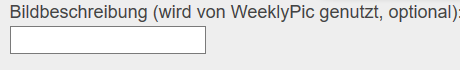 Bildbeschreibung (wird von WeeklyPic genutzt, optional):